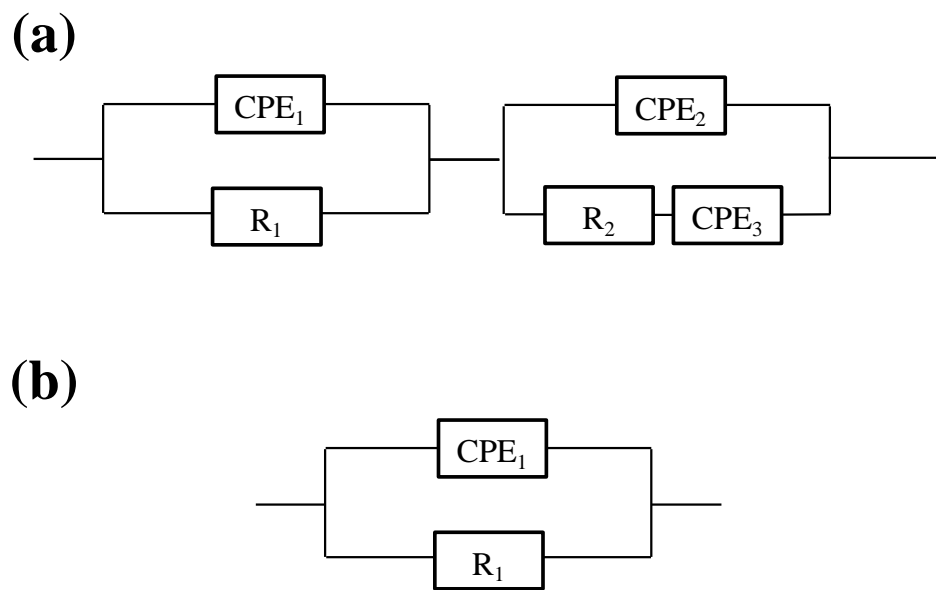 (a)
CPE₁
CPE₂
R₁
R₂
CPE₃
(b)
CPE₁
R₁